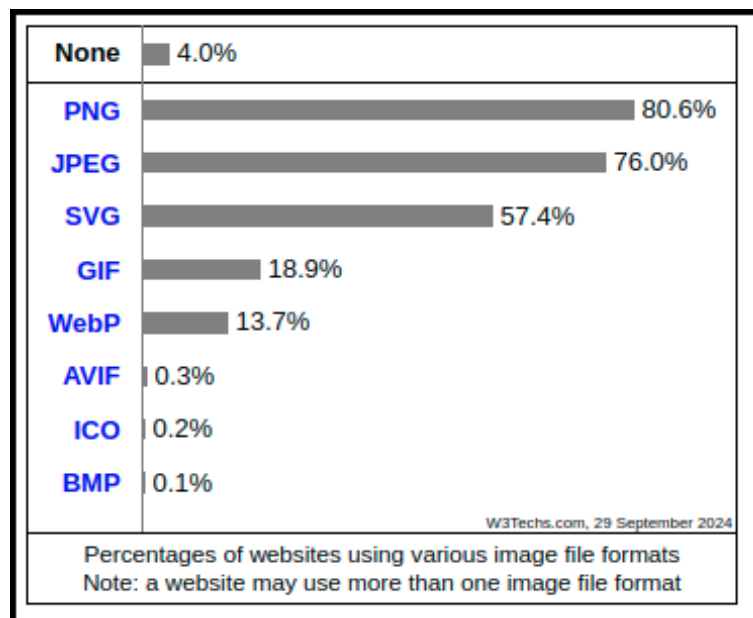 None 4.0%
PNG 80.6%
JPEG 76.0%
SVG 57.4%
GIF 18.9%
WebP 13.7%
AVIF 0.3%
ICO 0.2%
BMP 0.1%
W3Techs.com, 29 September 2024
Percentages of websites using various image file formats
Note: a website may use more than one image file format